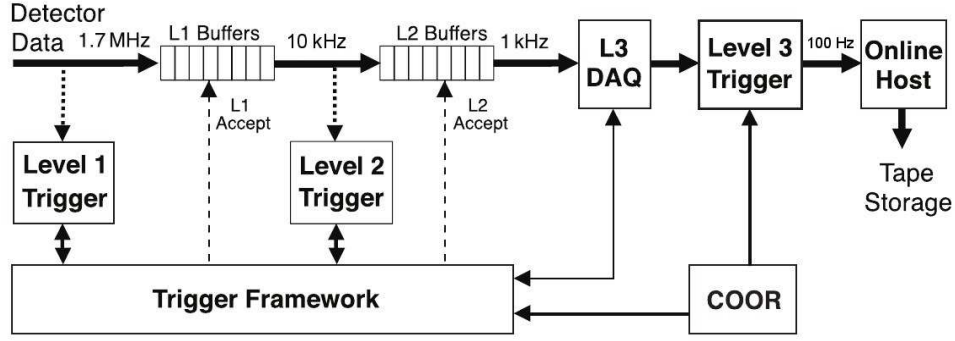 Detector
Data
1.7 MHz
L1 Buffers
10 kHz
L2 Buffers
1 kHz
L3
DAQ
Level 3
Trigger
100 Hz
Online
Host
L1
Accept
L2
Accept
Level 1
Trigger
Level 2
Trigger
Tape
Storage
Trigger Framework
COOR